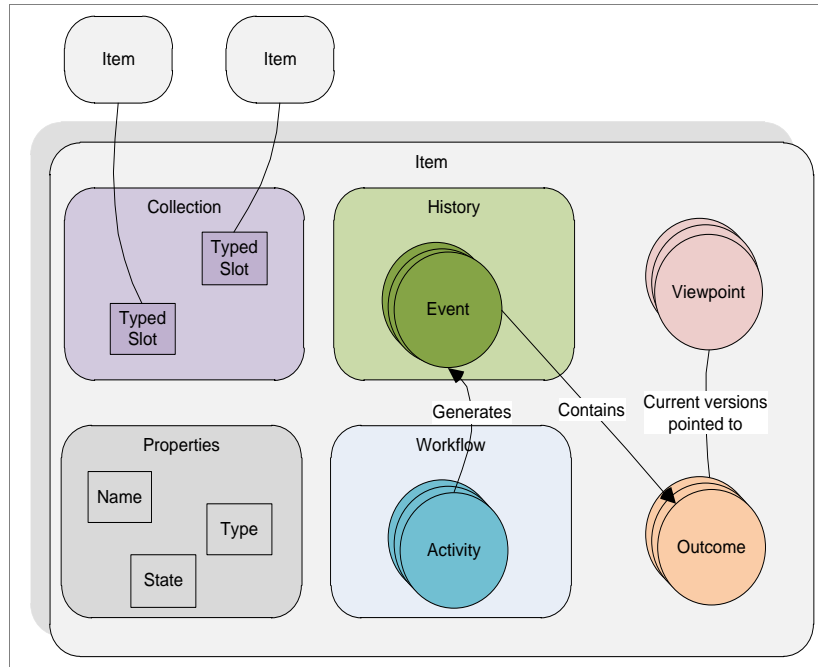 Item
Item
Item
Collection
History
Typed
Slot
Typed
Slot
Event
Viewpoint
Generates
Contains
Current versions
pointed to
Properties
Workflow
Name
Type
State
Activity
Outcome